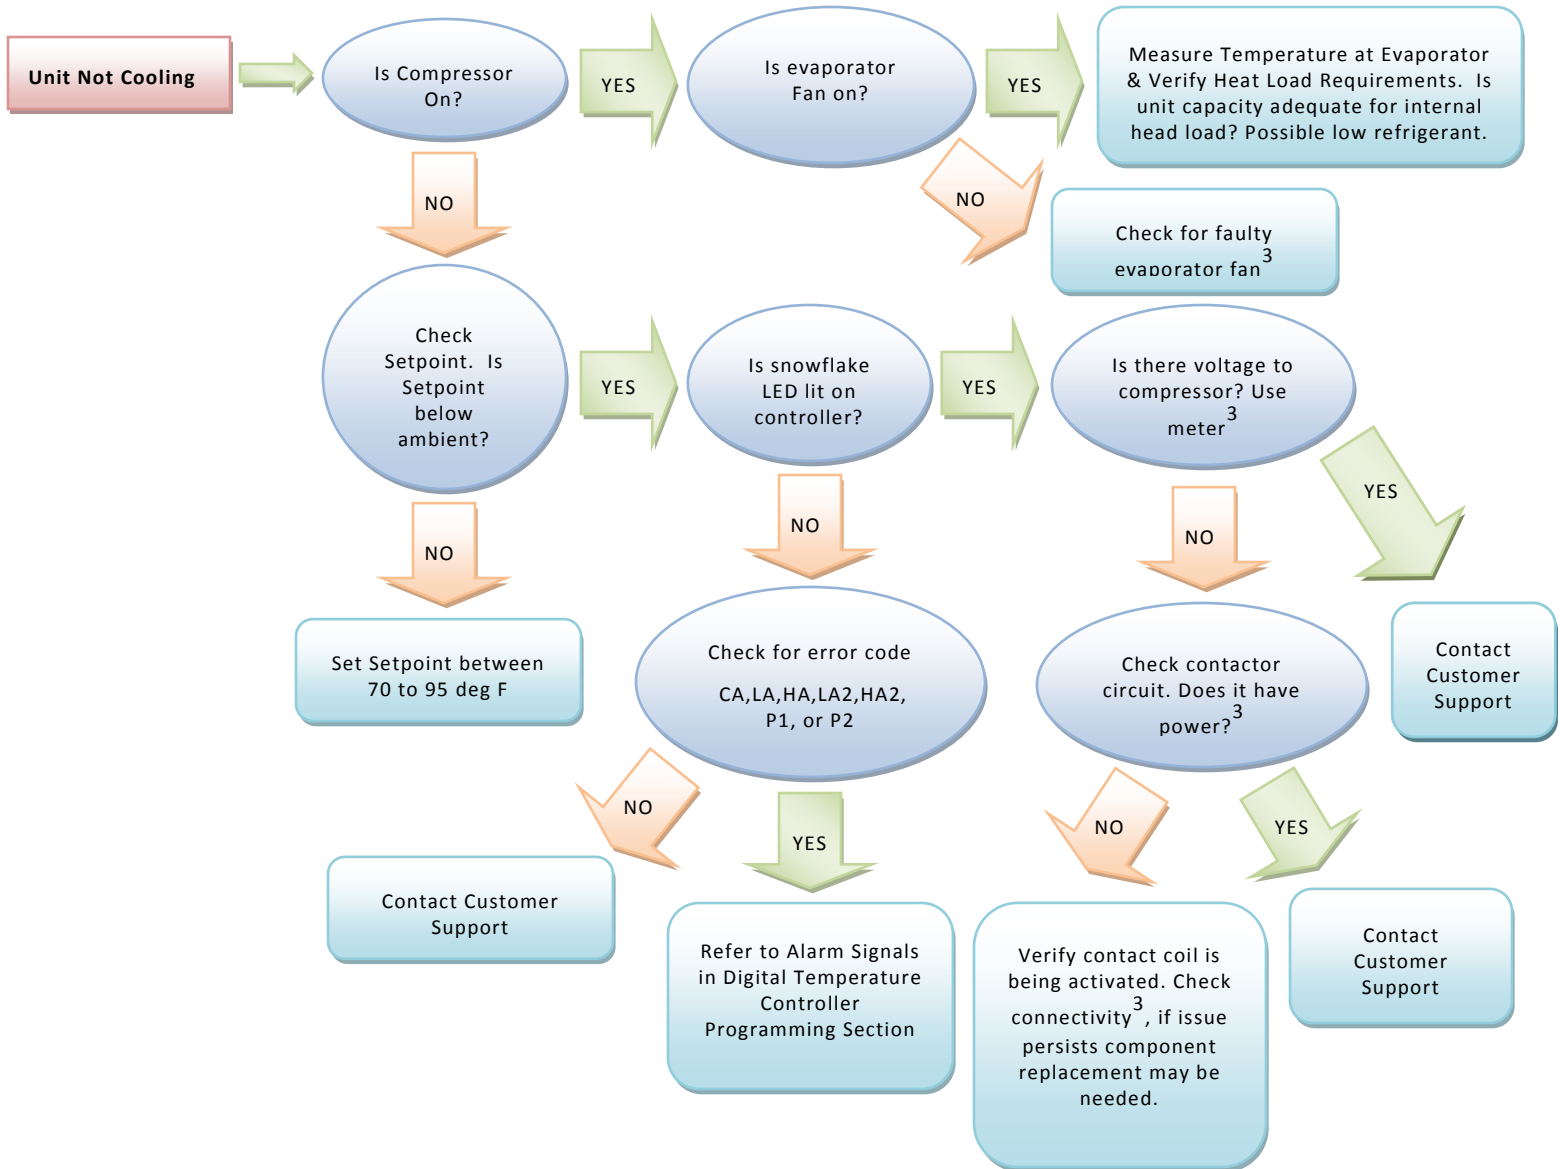 Unit Not Cooling
Is Compressor
On?
YES
Is evaporator
Fan on?
YES
Measure Temperature at Evaporator
& Verify Heat Load Requirements.  Is
unit capacity adequate for internal
head load? Possible low refrigerant.
NO
NO
Check for faulty
evaporator fan3
Check
Setpoint.  Is
Setpoint
below
ambient?
YES
Is snowflake
LED lit on
controller?
YES
Is there voltage to
compressor? Use
meter3
YES
NO
NO
NO
Set Setpoint between
70 to 95 deg F
Check for error code
CA,LA,HA,LA2,HA2,
P1, or P2
Check contactor
circuit. Does it have
power?3
Contact
Customer
Support
NO
YES
NO
YES
Contact Customer
Support
Refer to Alarm Signals
in Digital Temperature
Controller
Programming Section
Verify contact coil is
being activated. Check
connectivity3, if issue
persists component
replacement may be
needed.
Contact
Customer
Support